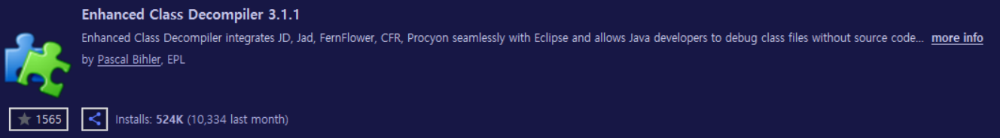 Enhanced Class Decompiler 3.1.1
Enhanced Class Decompiler integrates JD, Jad, FernFlower, CFR, Procyon seamlessly with Eclipse and allows Java developers to debug class files without source code... more info
by Pascal Bihler, EPL
1565 Installs: 524K (10,334 last month)